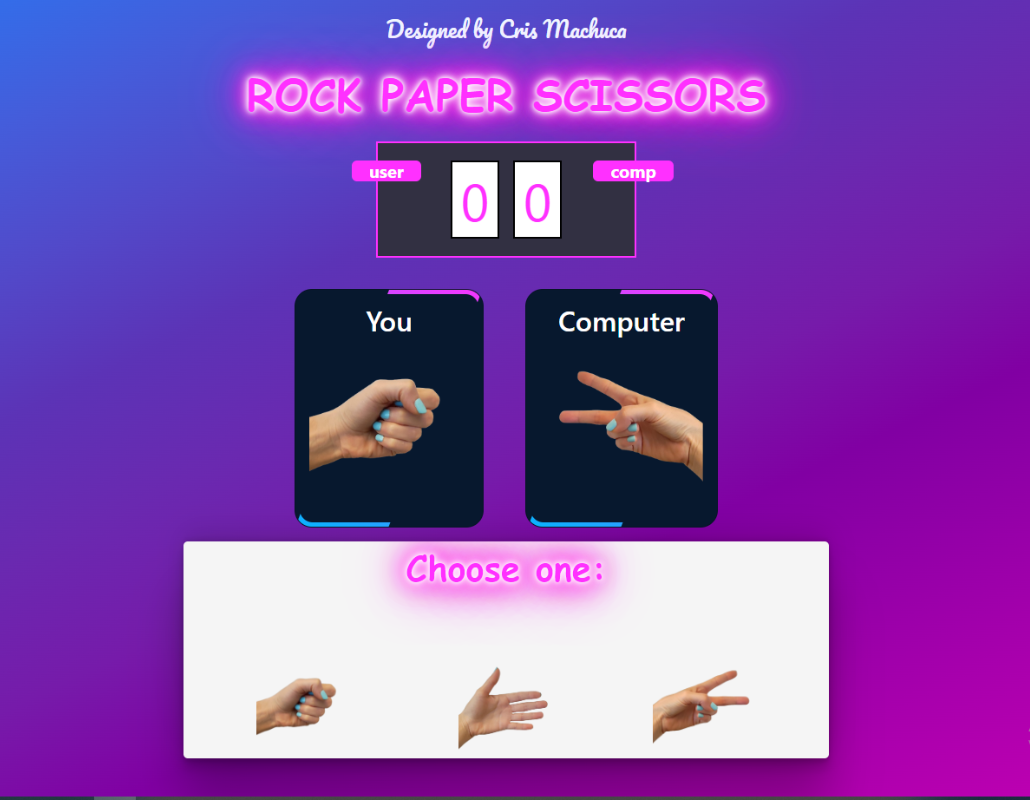 Designed by Cris Machuca
ROCK PAPER SCISSORS
user 0 0 comp
You Computer
Choose one: